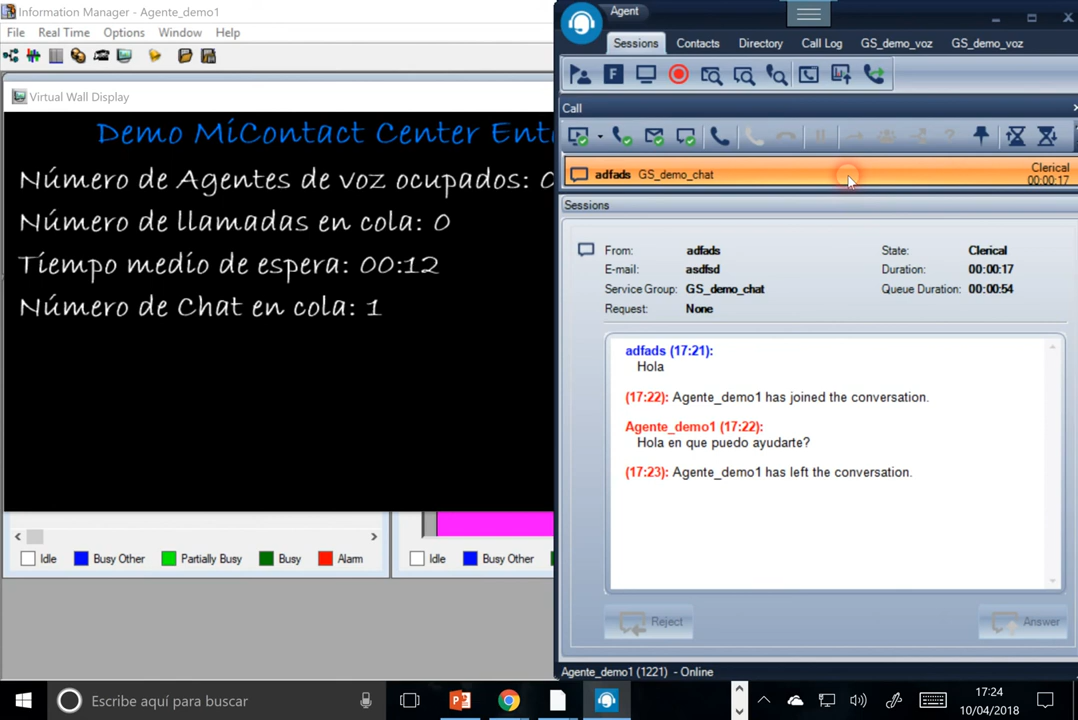 Information Manager - Agente_demo1
File Real Time Options Window Help
Virtual Wall Display
Demo MiContact Center Ente
Número de Agentes de voz ocupados: 0
Número de llamadas en cola: 0
Tiempo medio de espera: 00:12
Número de Chat en cola: 1
Idle Busy Other Partially Busy Busy Alarm
Idle Busy Other
Agent
Sessions Contacts Directory Call Log GS_demo_voz GS_demo_voz
Call
adfads GS_demo_chat Clerical
00:00:17
Sessions
From: adfads State: Clerical
E-mail: asdfsd Duration: 00:00:17
Service Group: GS_demo_chat Queue Duration: 00:00:54
Request: None
adfads (17:21):
Hola
(17:22): Agente_demo1 has joined the conversation.
Agente_demo1 (17:22):
Hola en que puedo ayudarte?
(17:23): Agente_demo1 has left the conversation.
Reject Answer
Agente_demo1 (1221) - Online
Escribe aquí para buscar
17:24
10/04/2018